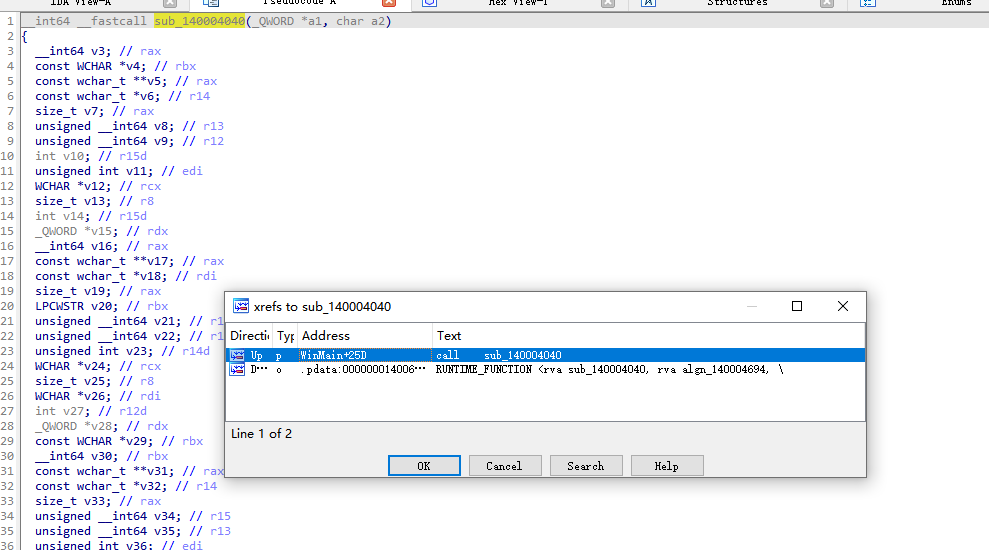 IDA View-A Pseudocode A Hex View-1 Structures Enums
1 __int64 __fastcall sub_140004040(_QWORD *a1, char a2)
2 {
3 __int64 v3; // rax
4 const WCHAR *v4; // rbx
5 const wchar_t **v5; // rax
6 const wchar_t *v6; // r14
7 size_t v7; // rax
8 unsigned __int64 v8; // r13
9 unsigned __int64 v9; // r12
10 int v10; // r15d
11 unsigned int v11; // edi
12 WCHAR *v12; // rcx
13 size_t v13; // r8
14 int v14; // r15d
15 _QWORD *v15; // rdx
16 __int64 v16; // rax
17 const wchar_t **v17; // rax
18 const wchar_t *v18; // rdi
19 size_t v19; // rax
20 LPCWSTR v20; // rbx
21 unsigned __int64 v21; // r1
22 unsigned __int64 v22; // r1
23 unsigned int v23; // r14d
24 WCHAR *v24; // rcx
25 size_t v25; // r8
26 WCHAR *v26; // rdi
27 int v27; // r12d
28 _QWORD *v28; // rdx
29 const WCHAR *v29; // rbx
30 __int64 v30; // rbx
31 const wchar_t **v31; // rax
32 const wchar_t *v32; // r14
33 size_t v33; // rax
34 unsigned __int64 v34; // r15
35 unsigned __int64 v35; // r13
36 unsigned int v36; // edi
xrefs to sub_140004040
Directi Typ Address Text
Up p WinMain+25D call sub_140004040
D… o .pdata:000000014006… RUNTIME_FUNCTION <rva sub_140004040, rva algn_140004694, \
Line 1 of 2
OK Cancel Search Help